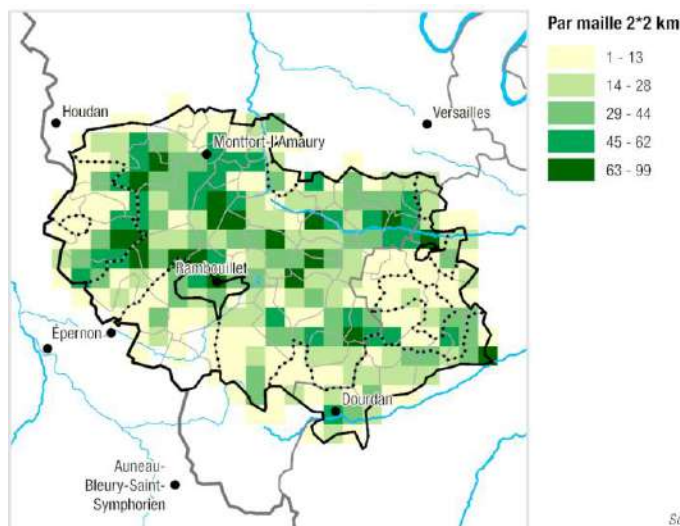 Par maille 2*2 km
1 - 13
14 - 28
29 - 44
45 - 62
63 - 99
Houdan
Versailles
Montfort-l'Amaury
Rambouillet
Épernon
Dourdan
Auneau-
Bleury-Saint-
Symphorien